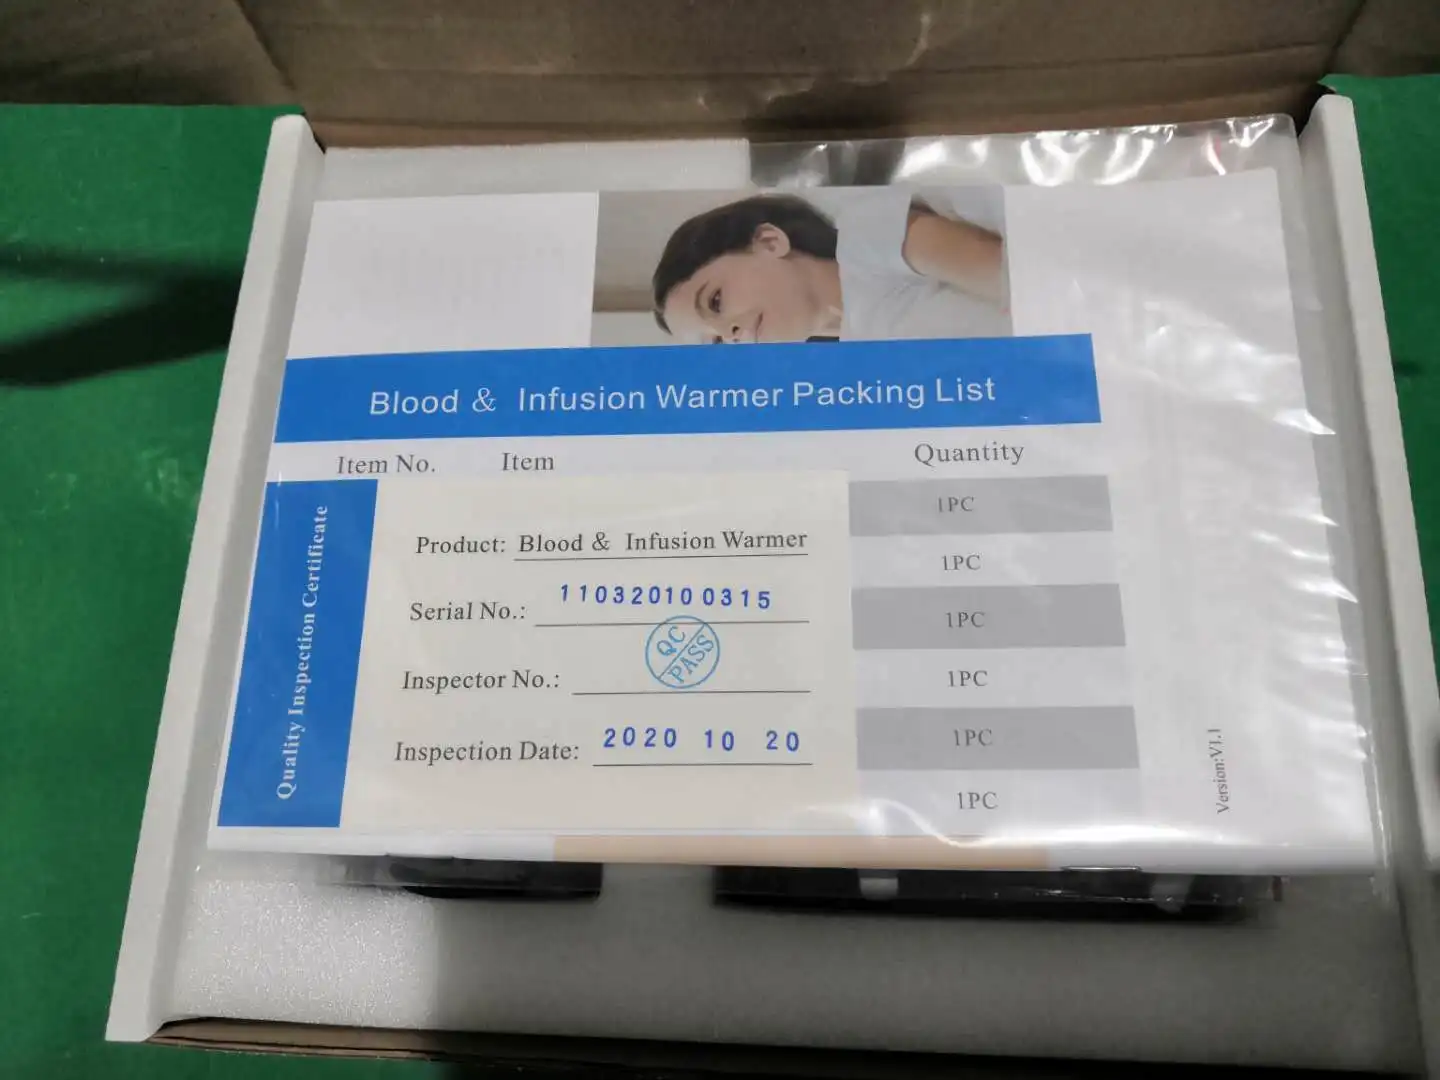 Blood & Infusion Warmer Packing List
Item No. Item Quantity
Quality Inspection Certificate
Product: Blood & Infusion Warmer
Serial No.: 110320100315
QC
PASS
Inspector No.:
Inspection Date: 2020 10 20
1PC
1PC
1PC
1PC
1PC
1PC
Version:V1.1